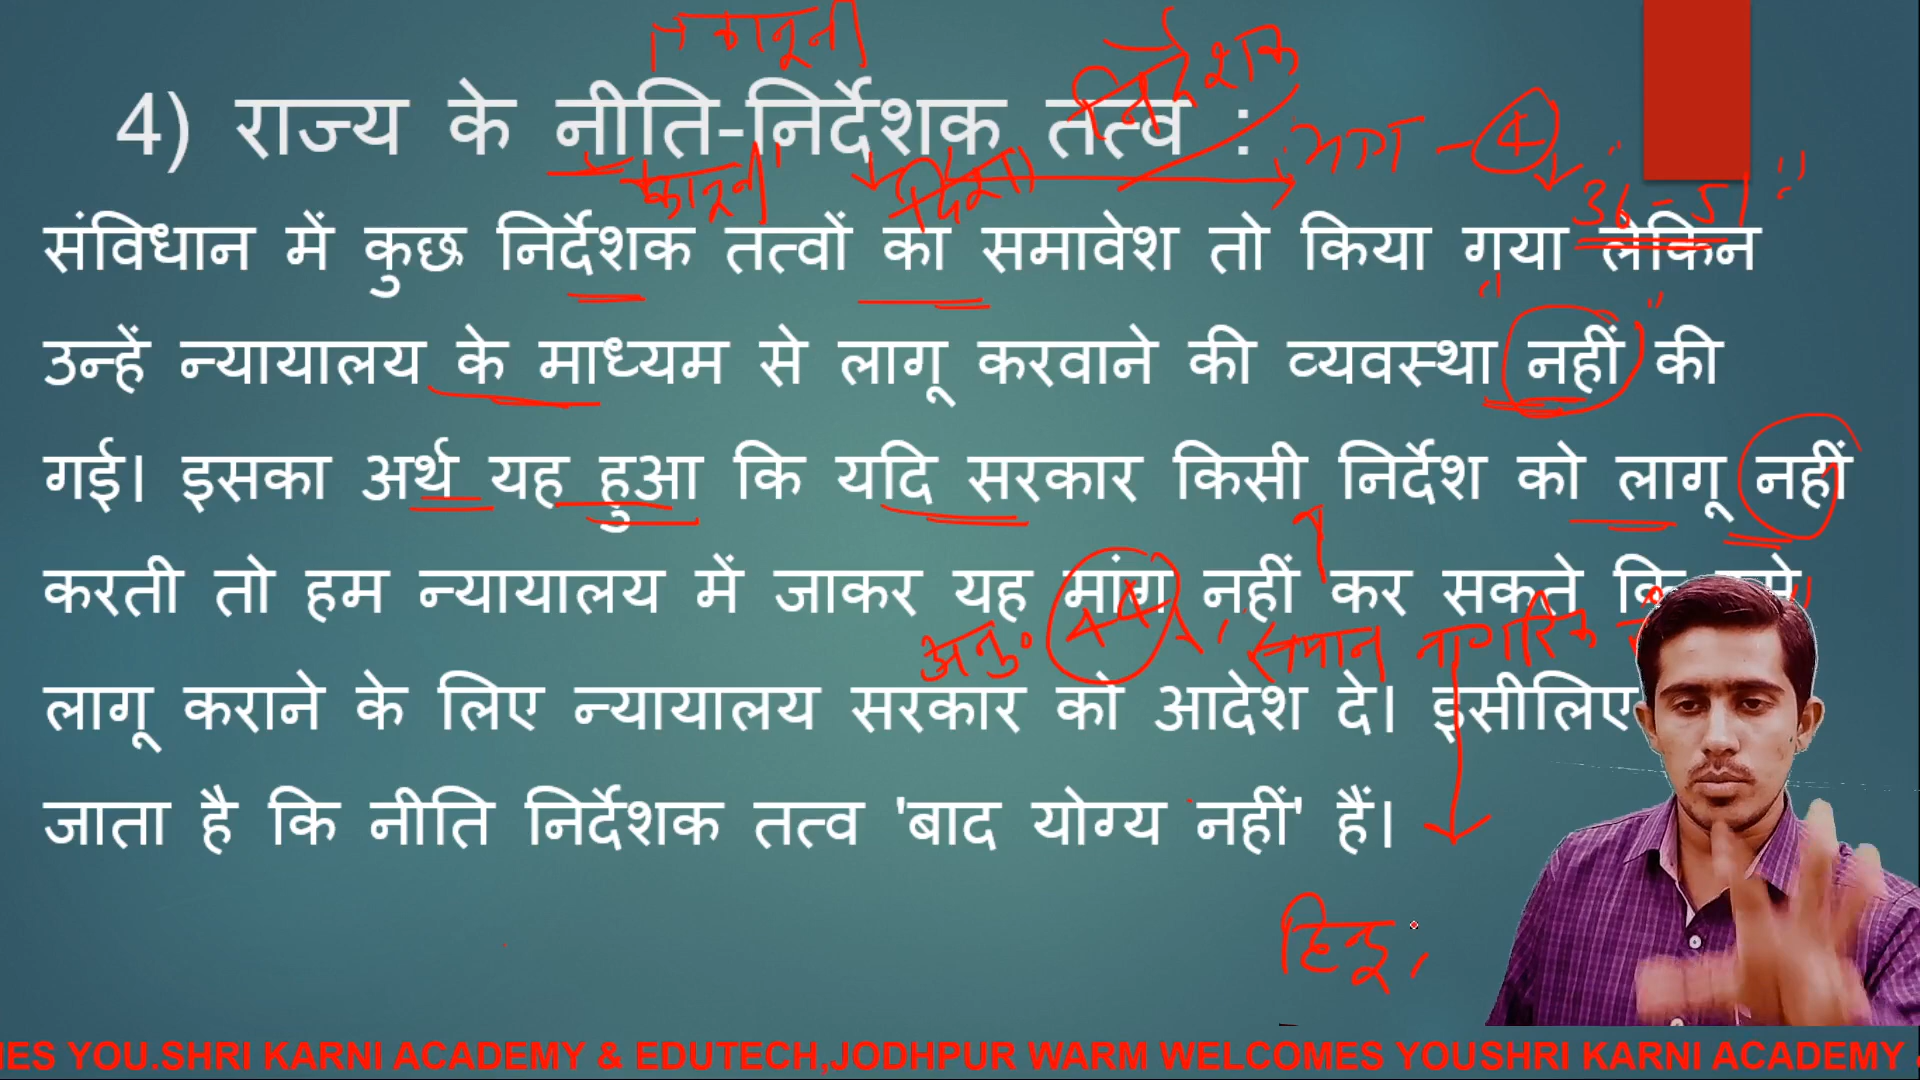 कानूनी
निर्देशक
4) राज्य के नीति-निर्देशक तत्व :
भाग - 4
कानूनी
दिशा
36 - 51
संविधान में कुछ निर्देशक तत्वों का समावेश तो किया गया लेकिन
उन्हें न्यायालय के माध्यम से लागू करवाने की व्यवस्था नहीं की
गई। इसका अर्थ यह हुआ कि यदि सरकार किसी निर्देश को लागू नहीं
करती तो हम न्यायालय में जाकर यह मांग नहीं कर सकते कि
अनु० 44 समान नागरिक
लागू कराने के लिए न्यायालय सरकार को आदेश दे। इसीलिए
जाता है कि नीति निर्देशक तत्व 'बाद योग्य नहीं' हैं।
हिन्दू,
MES YOU.SHRI KARNI ACADEMY & EDUTECH,JODHPUR WARM WELCOMES YOUSHRI KARNI ACADEMY